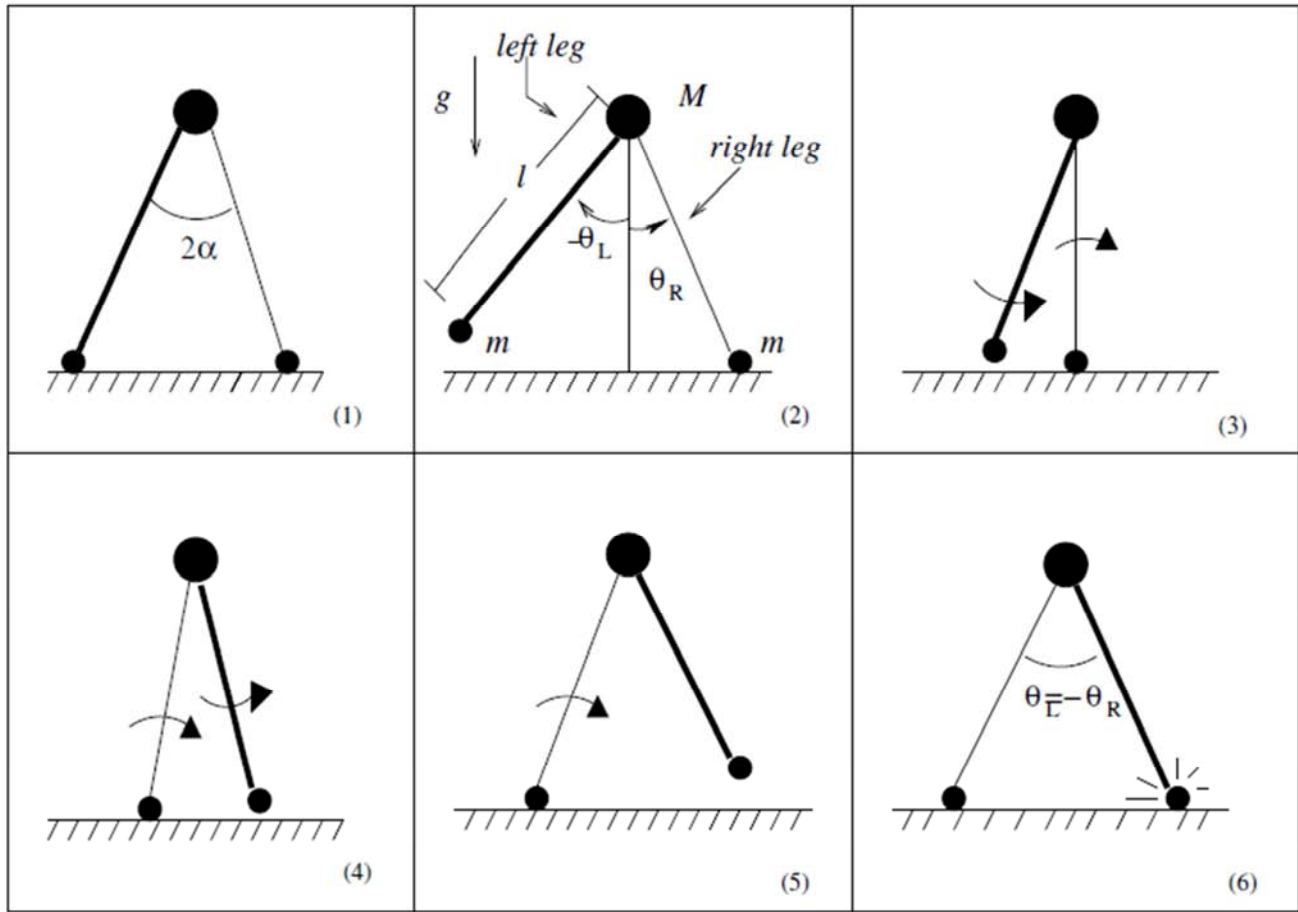 2α
(1)
left leg
g
M
right leg
l
-θL
θR
m
m
(2)
(3)
(4)
(5)
θL=-θR
(6)